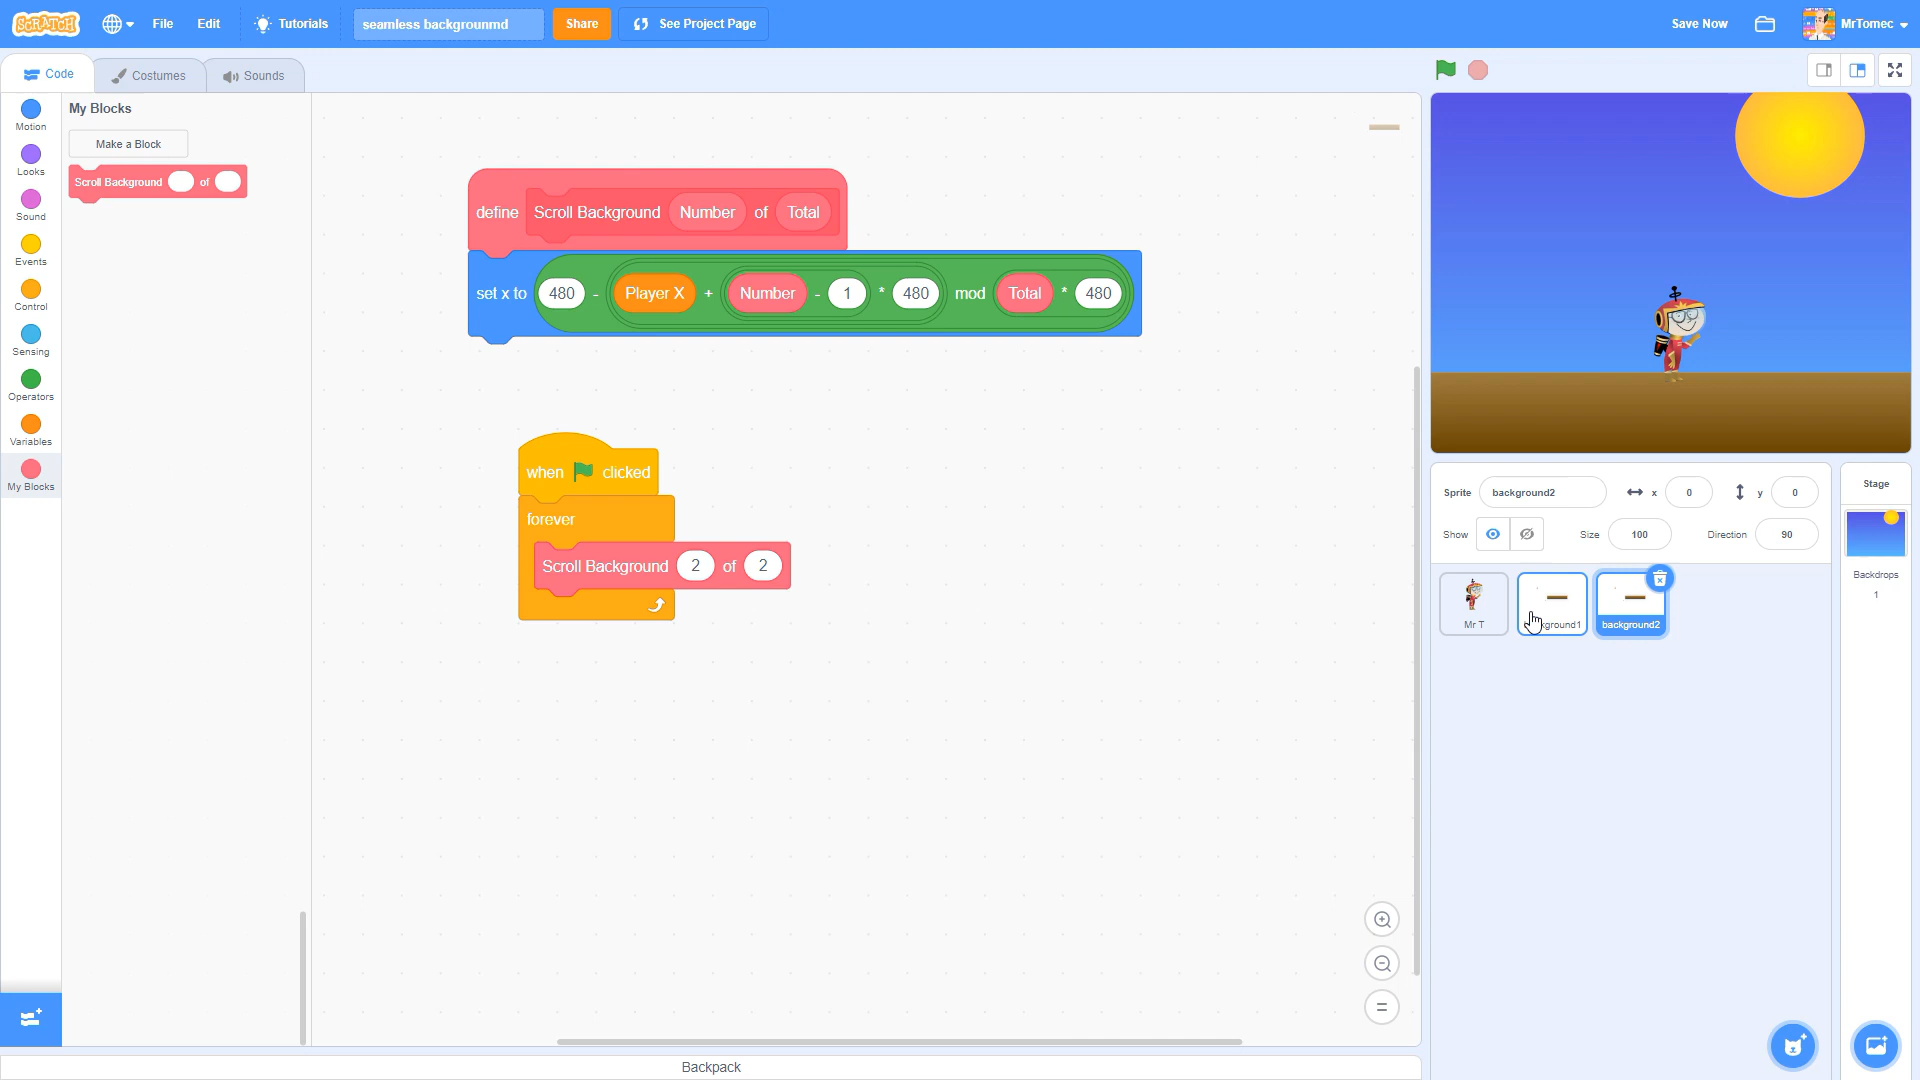 SCRATCH File Edit Tutorials seamless backgrounmd Share See Project Page Save Now MrTomec
Code Costumes Sounds
Motion
Looks
Sound
Events
Control
Sensing
Operators
Variables
My Blocks
My Blocks
Make a Block
Scroll Background of
define Scroll Background Number of Total
set x to 480 - Player X + Number - 1 * 480 mod Total * 480
when clicked
forever
Scroll Background 2 of 2
Sprite background2 x 0 y 0
Show Size 100 Direction 90
Mr T kground1 background2
Stage
Backdrops
1
Backpack